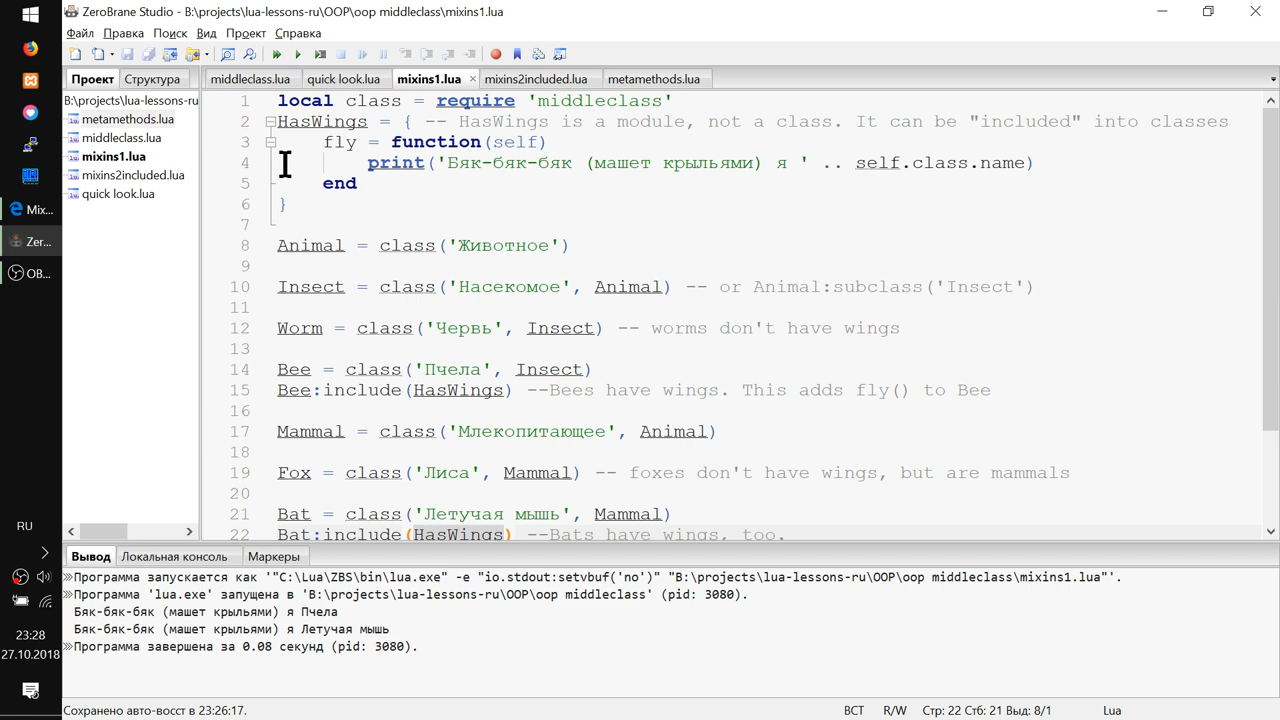 ZeroBrane Studio - B:\projects\lua-lessons-ru\OOP\oop middleclass\mixins1.lua
Файл Правка Поиск Вид Проект Справка
Проект Структура
middleclass.lua quick look.lua mixins1.lua × mixins2included.lua metamethods.lua
B:\projects\lua-lessons-ru
metamethods.lua
middleclass.lua
mixins1.lua
mixins2included.lua
quick look.lua
1 local class = require 'middleclass'
2 HasWings = { -- HasWings is a module, not a class. It can be "included" into classes
3 fly = function(self)
4 print('Бяк-бяк-бяк (машет крыльями) я ' .. self.class.name)
5 end
6 }
7
8 Animal = class('Животное')
9
10 Insect = class('Насекомое', Animal) -- or Animal:subclass('Insect')
11
12 Worm = class('Червь', Insect) -- worms don't have wings
13
14 Bee = class('Пчела', Insect)
15 Bee:include(HasWings) --Bees have wings. This adds fly() to Bee
16
17 Mammal = class('Млекопитающее', Animal)
18
19 Fox = class('Лиса', Mammal) -- foxes don't have wings, but are mammals
20
21 Bat = class('Летучая мышь', Mammal)
22 Bat:include(HasWings) --Bats have wings, too.
Вывод Локальная консоль Маркеры
Программа запускается как '"C:\Lua\ZBS\bin\lua.exe" -e "io.stdout:setvbuf('no')" "B:\projects\lua-lessons-ru\OOP\oop middleclass\mixins1.lua"'.
Программа 'lua.exe' запущена в 'B:\projects\lua-lessons-ru\OOP\oop middleclass' (pid: 3080).
Бяк-бяк-бяк (машет крыльями) я Пчела
Бяк-бяк-бяк (машет крыльями) я Летучая мышь
Программа завершена за 0.08 секунд (pid: 3080).
Сохранено авто-восст в 23:26:17. ВСТ R/W Стр: 22 Стб: 21 Выд: 8/1 Lua
Mix...
Zer...
OB...
RU
23:28
27.10.2018